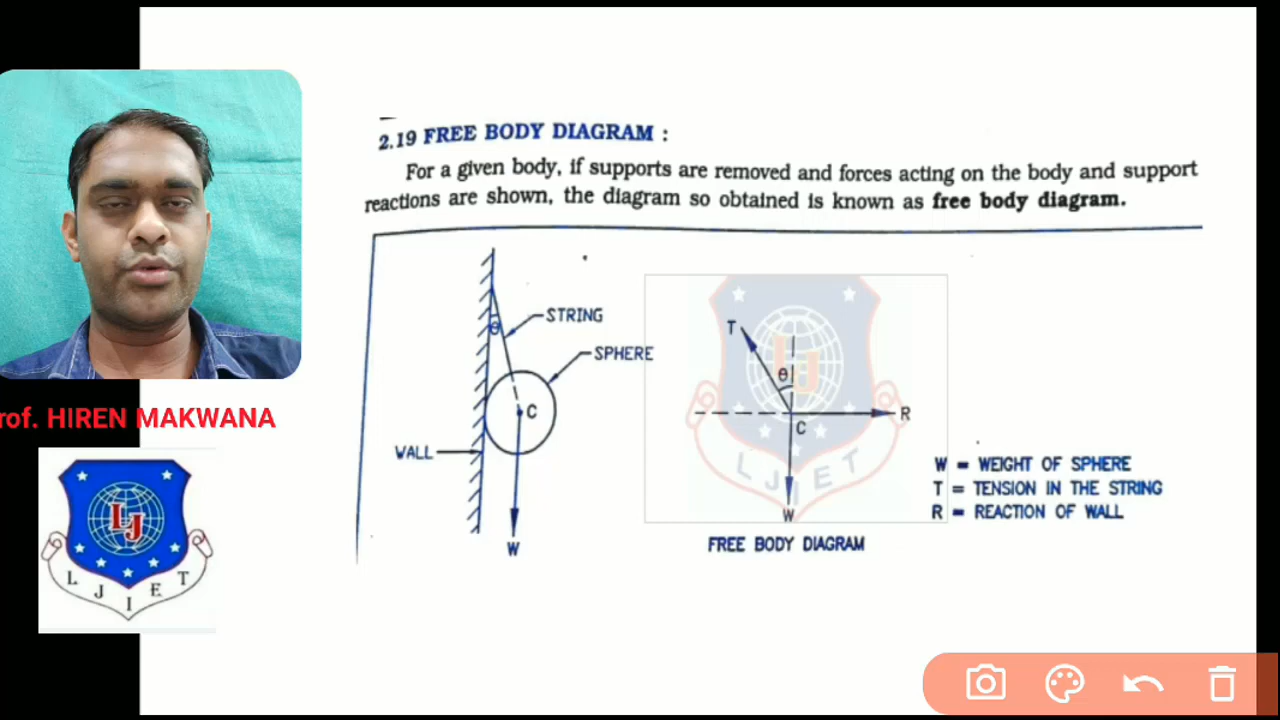 2.19 FREE BODY DIAGRAM :
For a given body, if supports are removed and forces acting on the body and support
reactions are shown, the diagram so obtained is known as free body diagram.
θ
STRING
SPHERE
C
WALL
W
T
θ
R
C
W
LJ
L J I E T
FREE BODY DIAGRAM
W = WEIGHT OF SPHERE
T = TENSION IN THE STRING
R = REACTION OF WALL
rof. HIREN MAKWANA
LJ
L J I E T